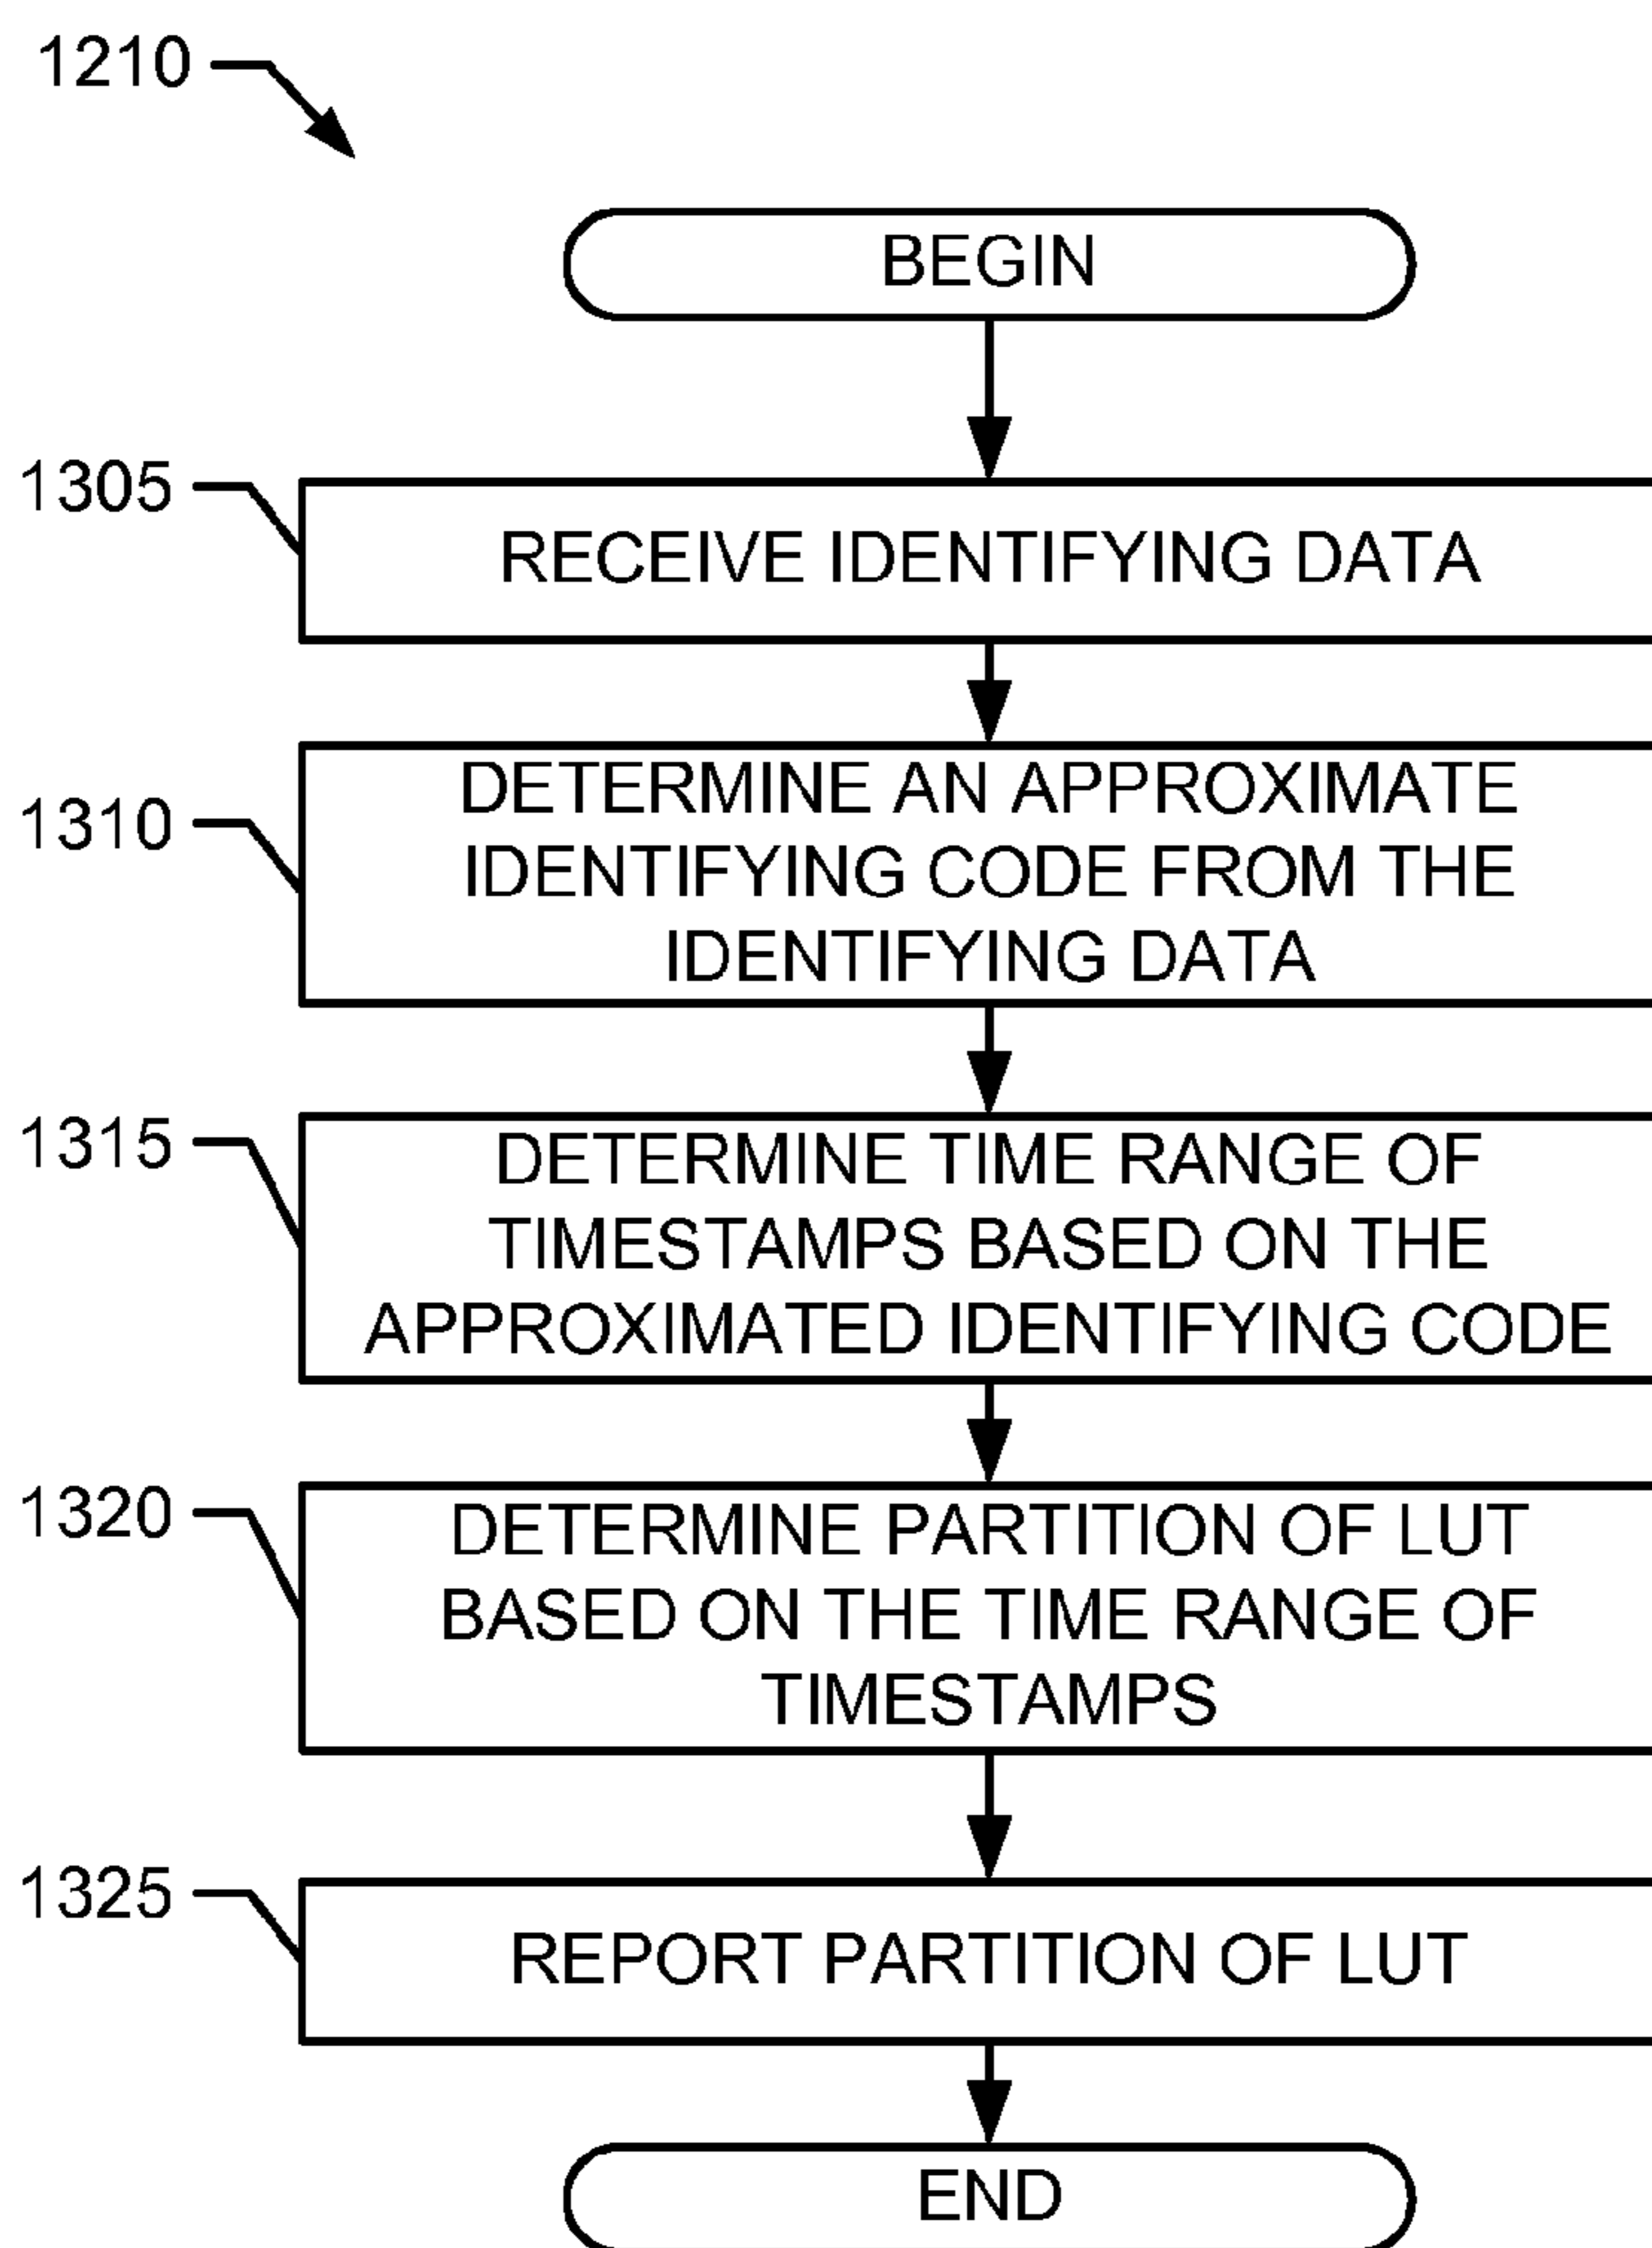 1210
BEGIN
1305
RECEIVE IDENTIFYING DATA
1310
DETERMINE AN APPROXIMATE
IDENTIFYING CODE FROM THE
IDENTIFYING DATA
1315
DETERMINE TIME RANGE OF
TIMESTAMPS BASED ON THE
APPROXIMATED IDENTIFYING CODE
1320
DETERMINE PARTITION OF LUT
BASED ON THE TIME RANGE OF
TIMESTAMPS
1325
REPORT PARTITION OF LUT
END